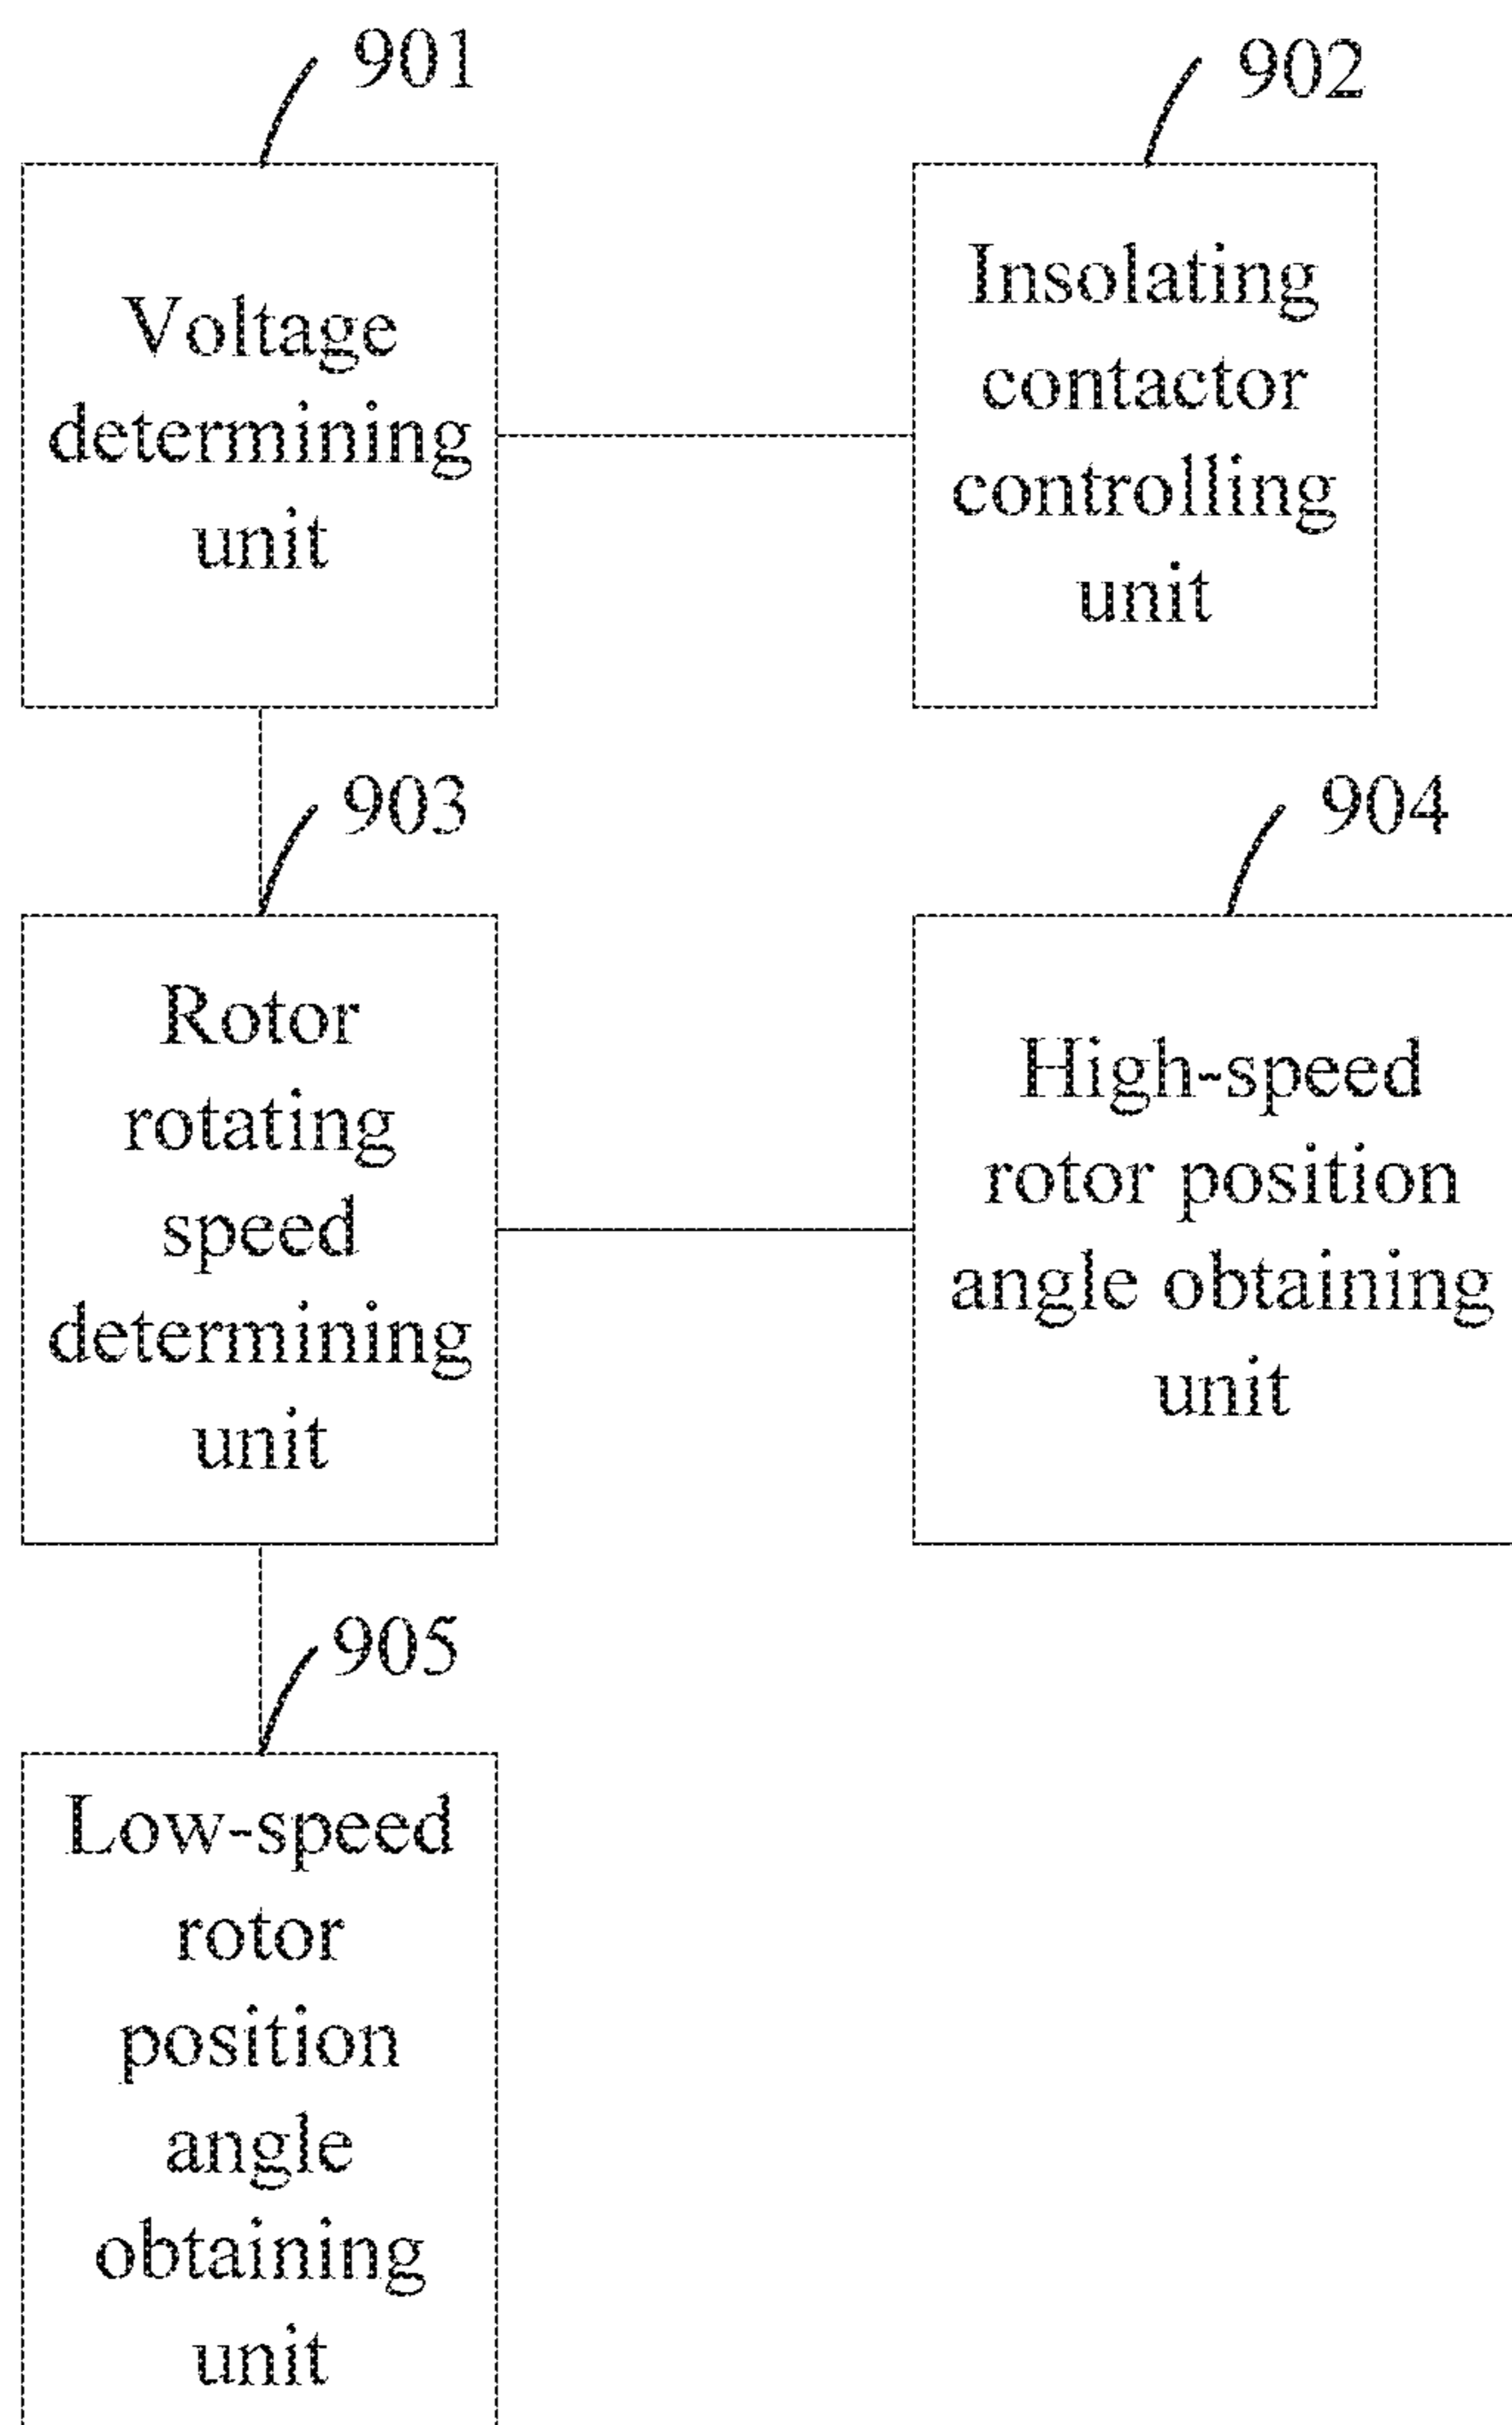 901
Voltage
determining
unit
902
Insolating
contactor
controlling
unit
903
Rotor
rotating
speed
determining
unit
904
High-speed
rotor position
angle obtaining
unit
905
Low-speed
rotor
position
angle
obtaining
unit